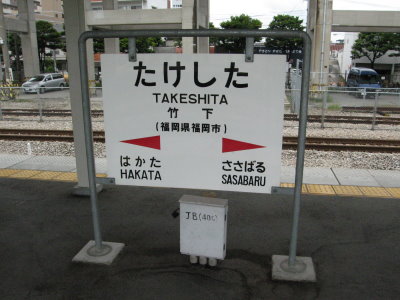 たけした
TAKESHITA
竹下
(福岡県福岡市)
はかた
HAKATA
ささばる
SASABARU
JB(40L)